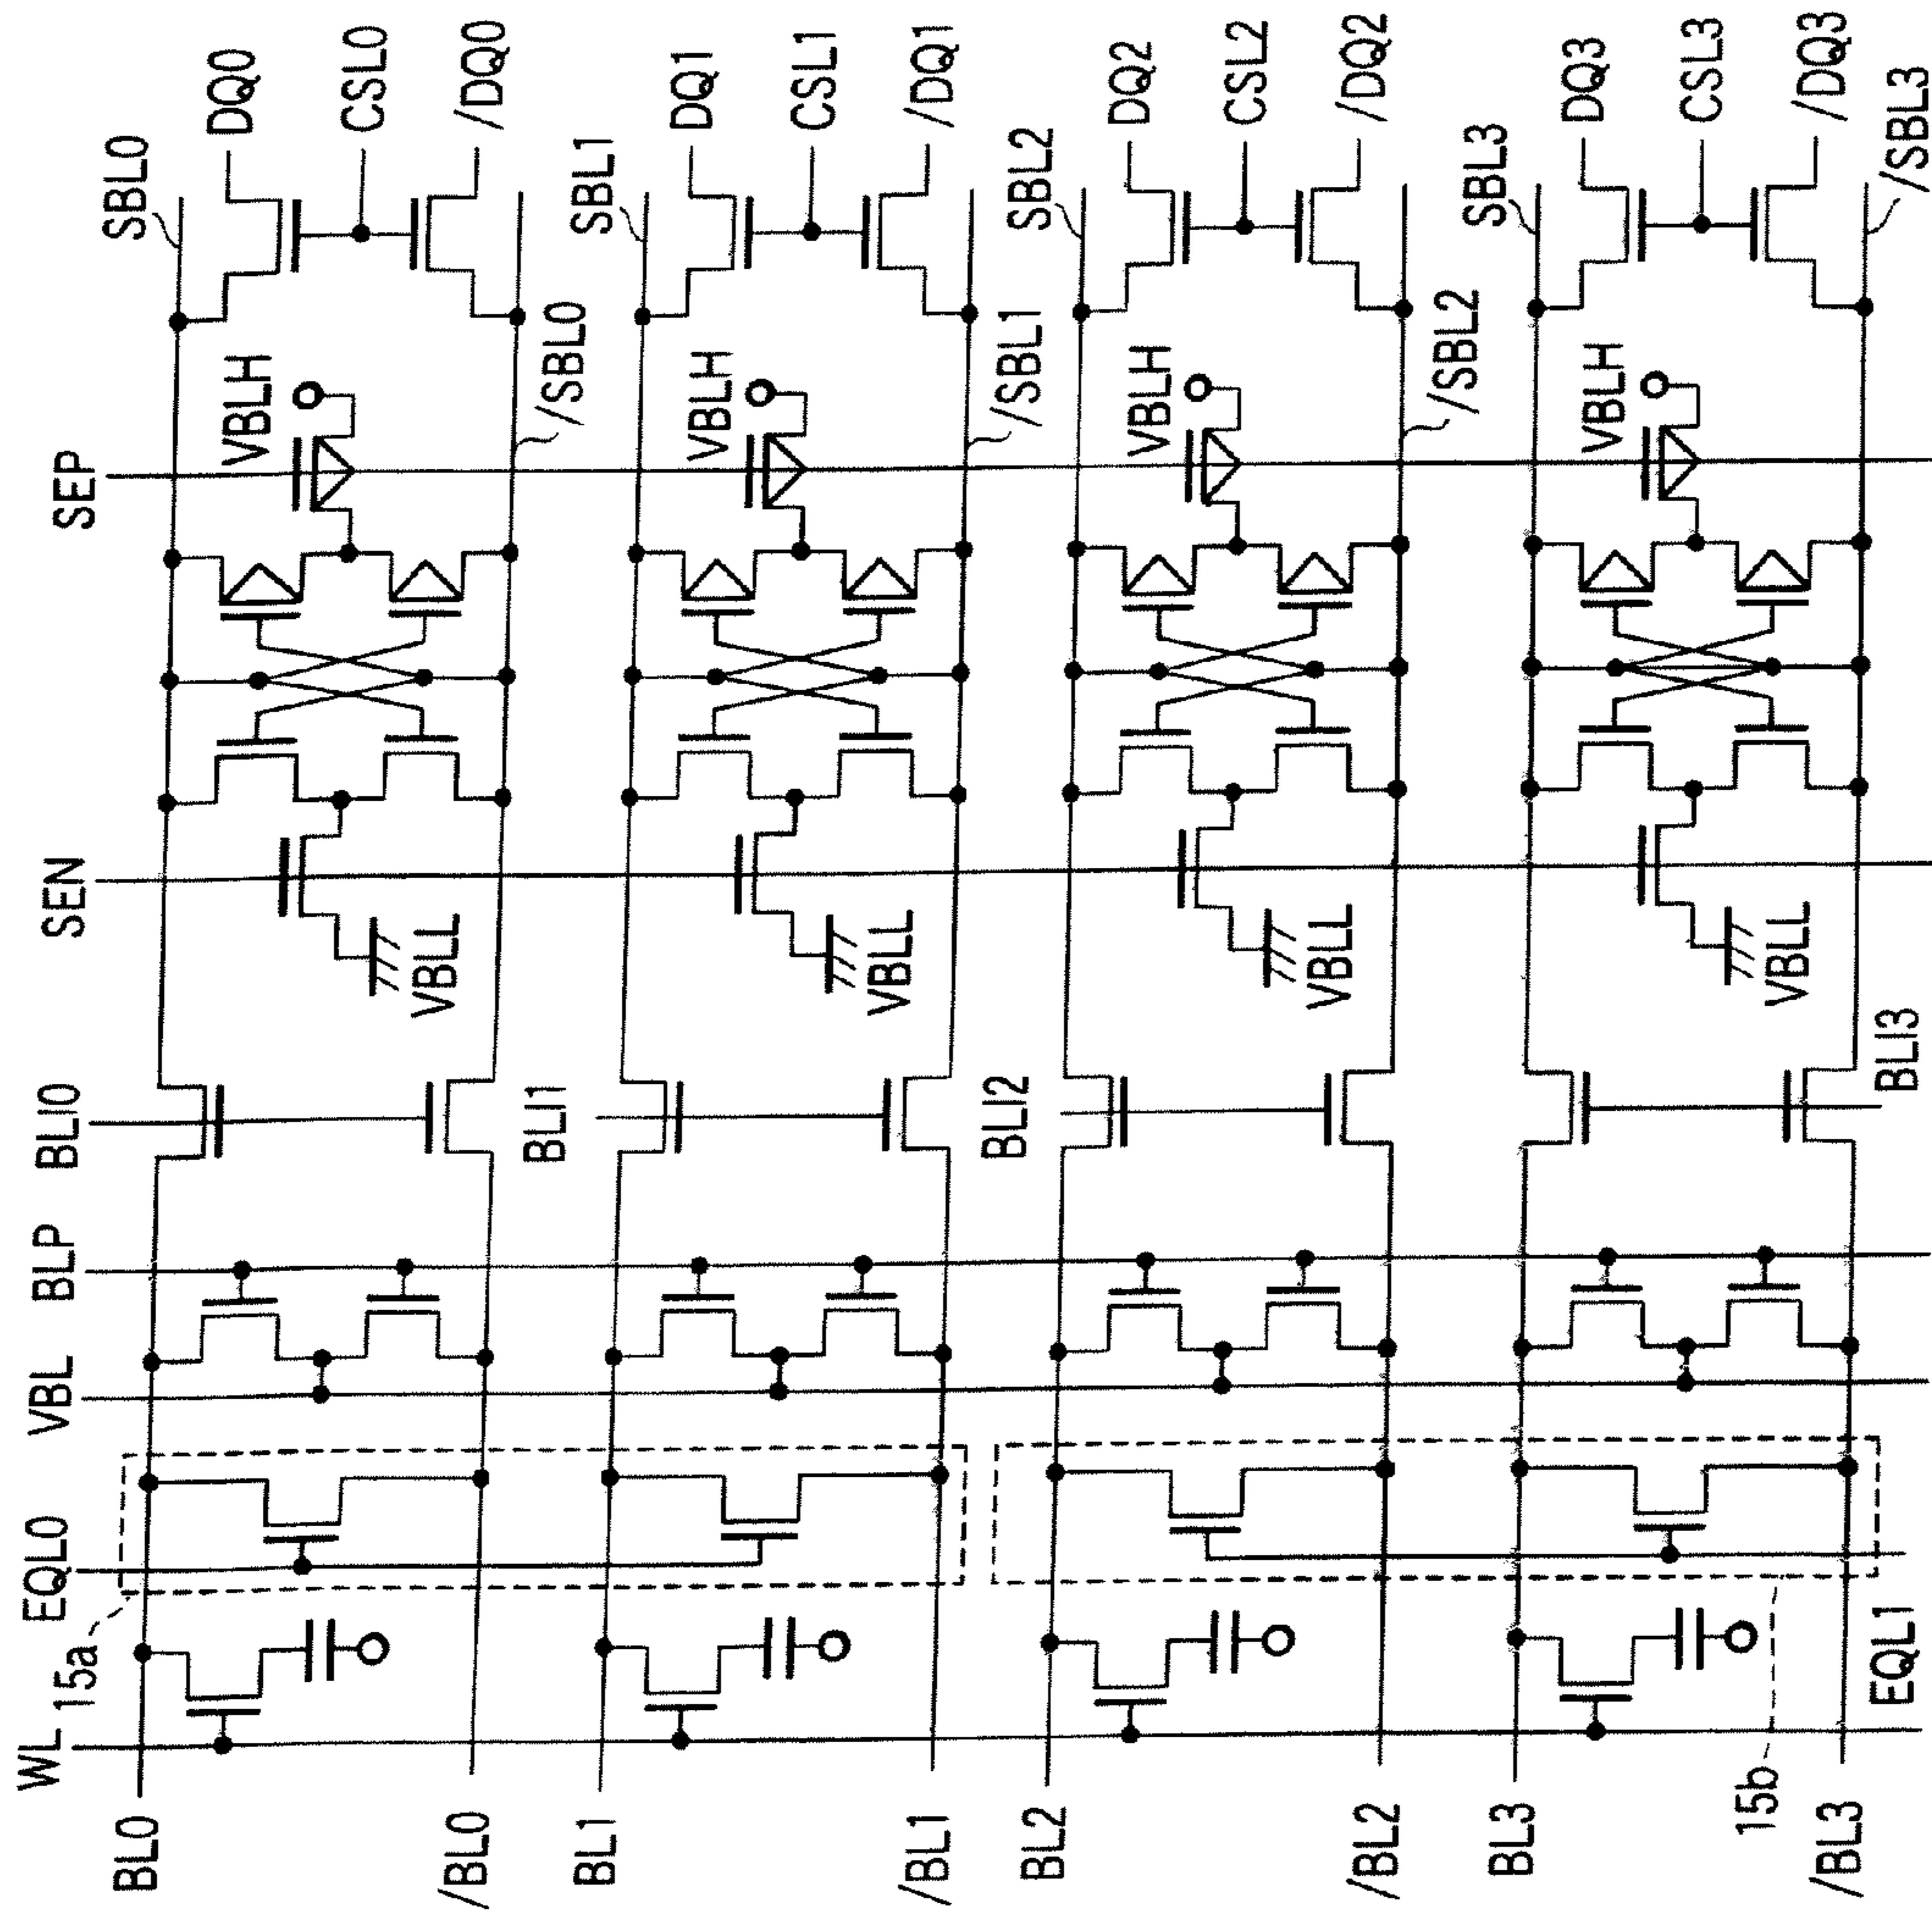 DQ0
CSL0
/DQ0
DQ1
CSL1
/DQ1
DQ2
CSL2
/DQ2
DQ3
CSL3
/DQ3
SBL0
SBL1
SBL2
SBL3
/SBL3
/SBL0
/SBL1
/SBL2
VBLH
VBLH
VBLH
VBLH
SEP
SEN
VBLL
VBLL
VBLL
VBLL
BLI0
BLI1
BLI2
BLI3
BLP
VBL
EQL0
15a
EQL1
15b
WL
BL0
/BL0
BL1
/BL1
BL2
/BL2
BL3
/BL3